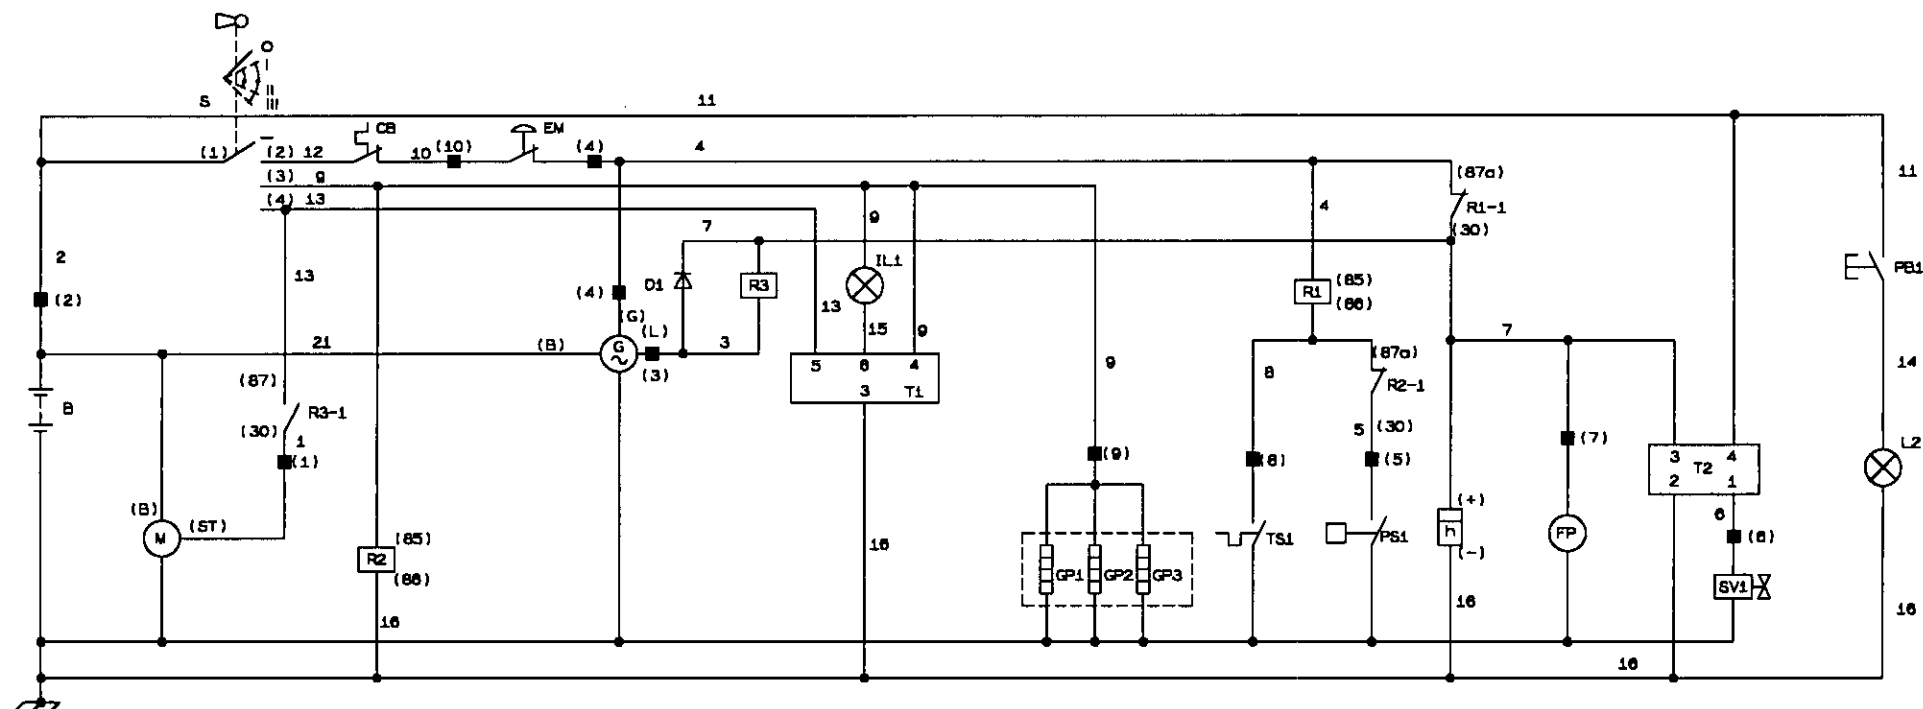 O
I
II
III
S
11
(1)
(2) 12
CB
10
(10)
EM
(4)
4
(3) 9
(4) 13
(87a)
R1-1
(30)
11
2
13
7
9
4
(2)
(4)
D1
R3
IL1
13
R1
(85)
(86)
PB1
21
(B)
(G)
G
(L)
(3)
3
15
9
7
5 6 4
3 T1
9
8
(87a)
R2-1
14
(87)
B
R3-1
(30)
1
(1)
5
(30)
(7)
L2
(9)
(8)
(5)
3 4
T2
2 1
(B)
(ST)
M
(+)
h
(-)
FP
6
(6)
(85)
R2
(86)
16
GP1
GP2
GP3
TS1
PS1
SV1
16
16
16
16